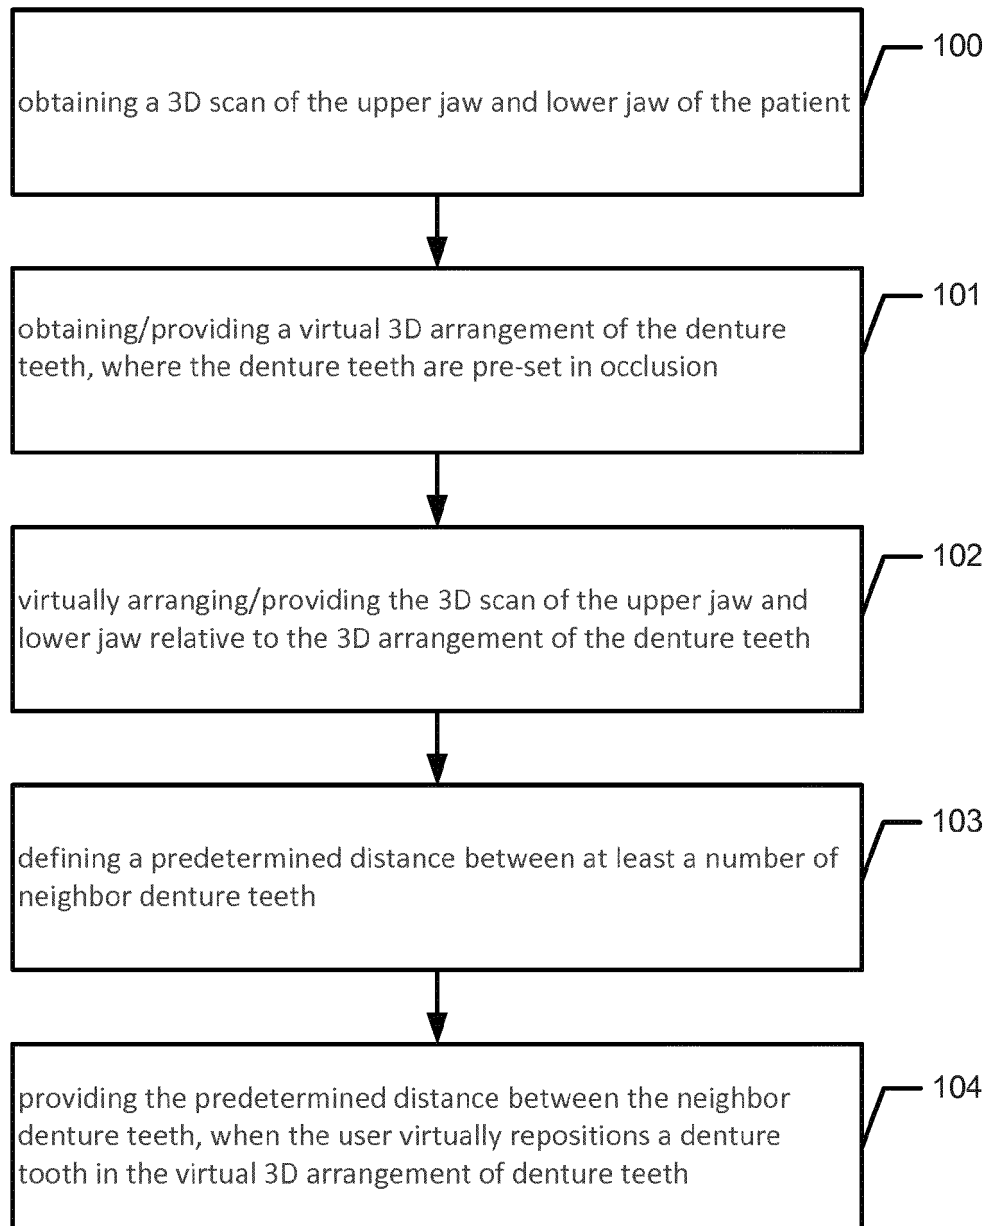 obtaining a 3D scan of the upper jaw and lower jaw of the patient
100
obtaining/providing a virtual 3D arrangement of the denture
teeth, where the denture teeth are pre-set in occlusion
101
virtually arranging/providing the 3D scan of the upper jaw and
lower jaw relative to the 3D arrangement of the denture teeth
102
defining a predetermined distance between at least a number of
neighbor denture teeth
103
providing the predetermined distance between the neighbor
denture teeth, when the user virtually repositions a denture
tooth in the virtual 3D arrangement of denture teeth
104